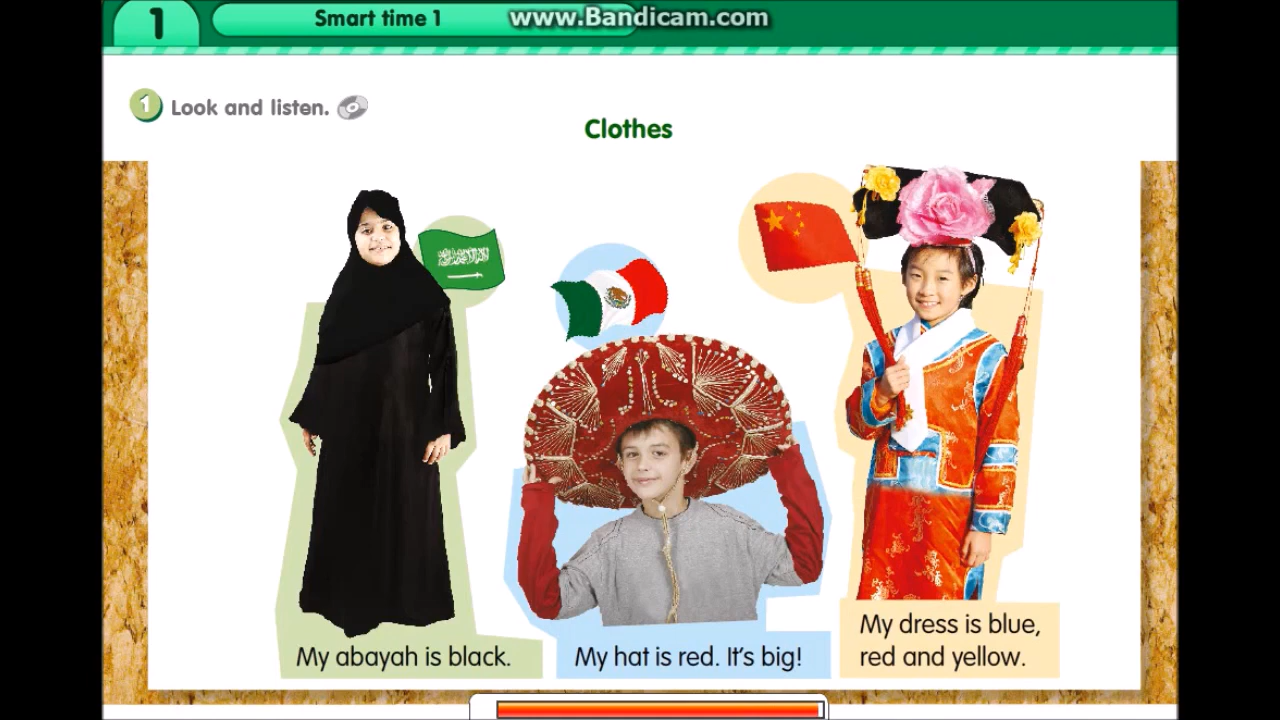 1
Smart time 1
www.Bandicam.com
1 Look and listen.
Clothes
My abayah is black.
My hat is red. It's big!
My dress is blue,
red and yellow.